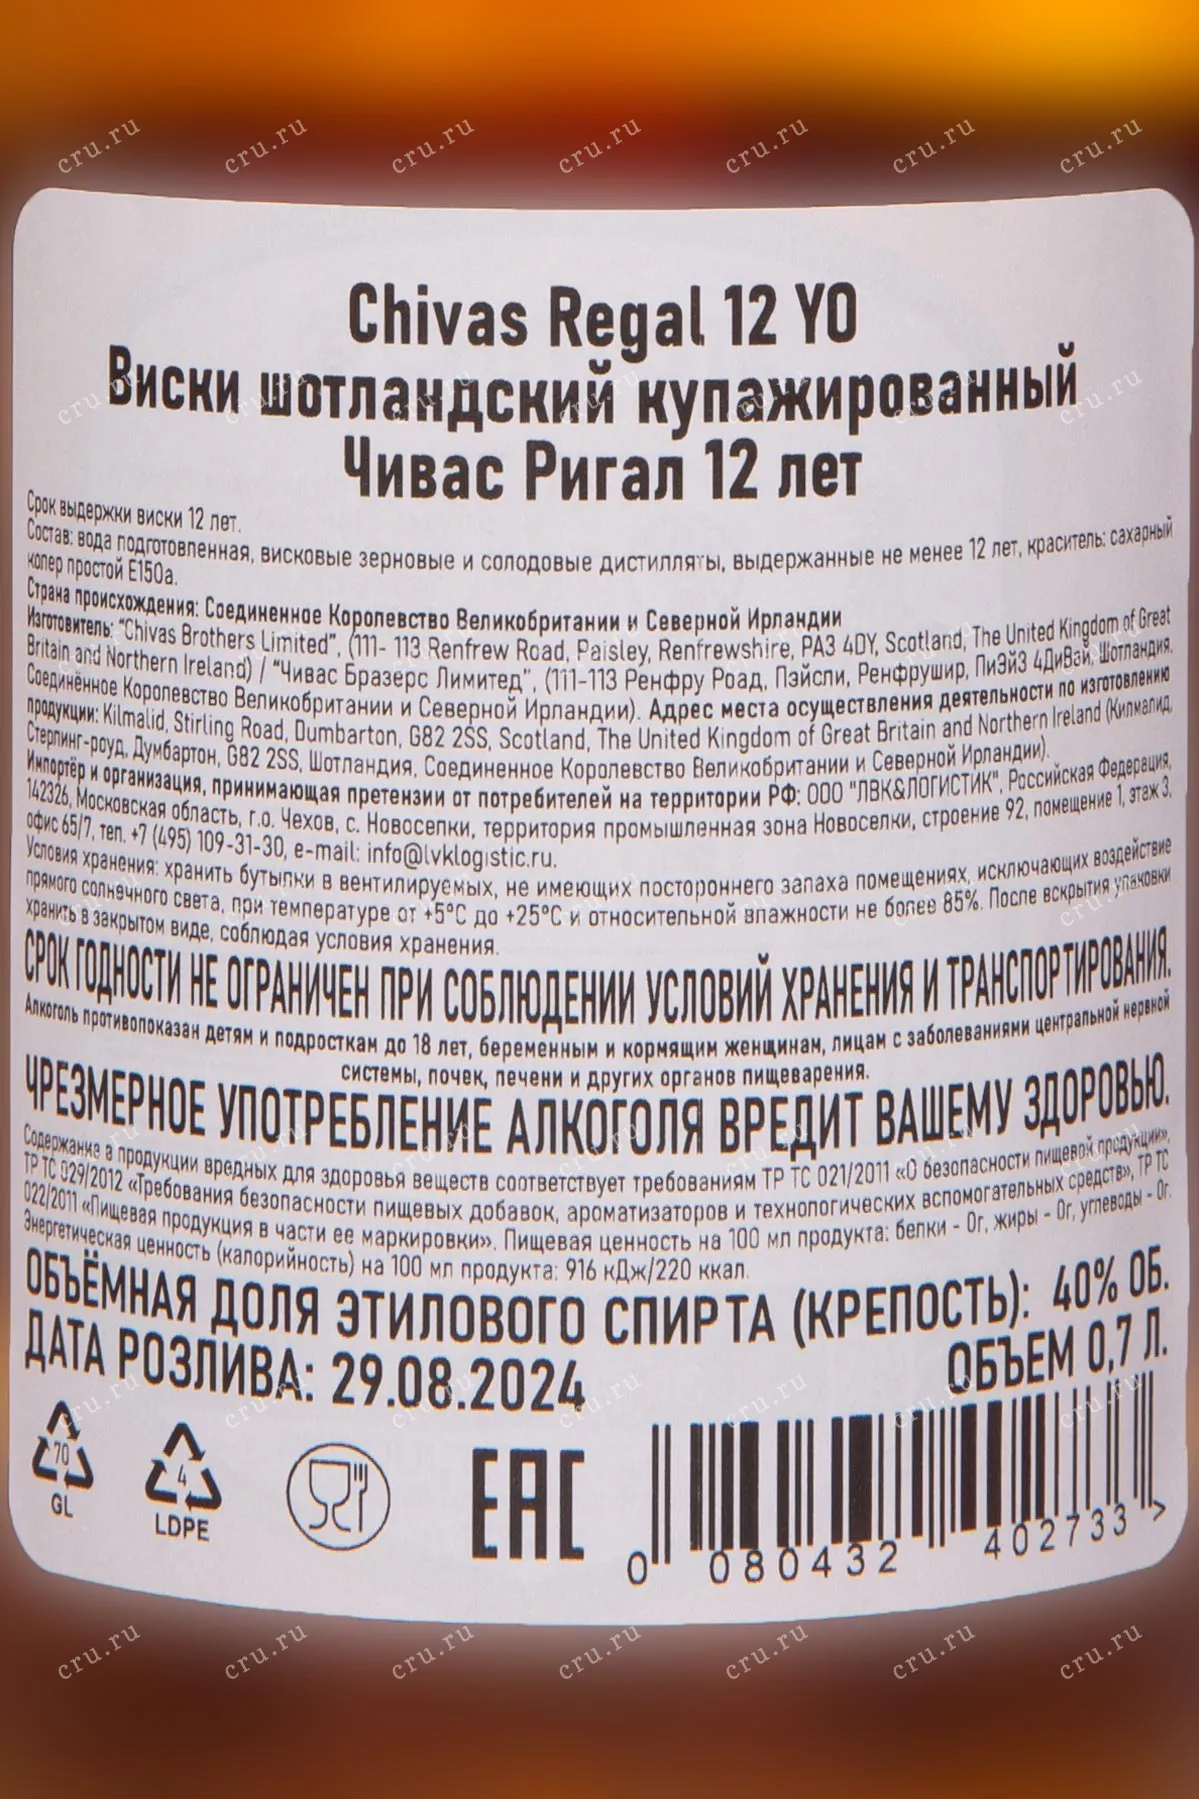 Chivas Regal 12 YO
Виски шотландский купажированный
Чивас Ригал 12 лет
Срок выдержки виски 12 лет.
Состав: вода подготовленная, висковые зерновые и солодовые дистилляты, выдержанные не менее 12 лет, краситель: сахарный
колер простой E150a.
Страна происхождения: Соединенное Королевство Великобритании и Северной Ирландии
Изготовитель: "Chivas Brothers Limited", (111- 113 Renfrew Road, Paisley, Renfrewshire, PA3 4DY, Scotland, The United Kingdom of Great
Britain and Northern Ireland) / "Чивас Бразерс Лимитед", (111-113 Ренфру Роад, Пэйсли, Ренфрушир, ПиЭйЗ 4ДиВай, Шотландия,
Соединённое Королевство Великобритании и Северной Ирландии). Адрес места осуществления деятельности по изготовлению
продукции: Kilmalid, Stirling Road, Dumbarton, G82 2SS, Scotland, The United Kingdom of Great Britain and Northern Ireland (Килмалид,
Стерлинг-роуд, Думбартон, G82 2SS, Шотландия, Соединенное Королевство Великобритании и Северной Ирландии).
Импортёр и организация, принимающая претензии от потребителей на территории РФ: ООО "ЛВК&ЛОГИСТИК", Российская Федерация,
142326, Московская область, г.о. Чехов, с. Новоселки, территория промышленная зона Новоселки, строение 92, помещение 1, этаж 3,
офис 65/7, тел. +7 (495) 109-31-30, e-mail: info@lvklogistic.ru.
Условия хранения: хранить бутылки в вентилируемых, не имеющих постороннего запаха помещениях, исключающих воздействие
прямого солнечного света, при температуре от +5°C до +25°C и относительной влажности не более 85%. После вскрытия упаковки
хранить в закрытом виде, соблюдая условия хранения.
СРОК ГОДНОСТИ НЕ ОГРАНИЧЕН ПРИ СОБЛЮДЕНИИ УСЛОВИЙ ХРАНЕНИЯ И ТРАНСПОРТИРОВАНИЯ.
Алкоголь противопоказан детям и подросткам до 18 лет, беременным и кормящим женщинам, лицам с заболеваниями центральной нервной
системы, почек, печени и других органов пищеварения.
ЧРЕЗМЕРНОЕ УПОТРЕБЛЕНИЕ АЛКОГОЛЯ ВРЕДИТ ВАШЕМУ ЗДОРОВЬЮ.
Содержание в продукции вредных для здоровья веществ соответствует требованиям ТР ТС 021/2011 «О безопасности пищевой продукции»,
ТР ТС 029/2012 «Требования безопасности пищевых добавок, ароматизаторов и технологических вспомогательных средств», ТР ТС
022/2011 «Пищевая продукция в части ее маркировки». Пищевая ценность на 100 мл продукта: белки - 0г, жиры - 0г, углеводы - 0г.
Энергетическая ценность (калорийность) на 100 мл продукта: 916 кДж/220 ккал.
ОБЪЁМНАЯ ДОЛЯ ЭТИЛОВОГО СПИРТА (КРЕПОСТЬ): 40% ОБ.
ДАТА РОЗЛИВА: 29.08.2024
ОБЪЕМ 0,7 Л.
70
GL
4
LDPE
EAC
0 080432 402733 >
cru.ru